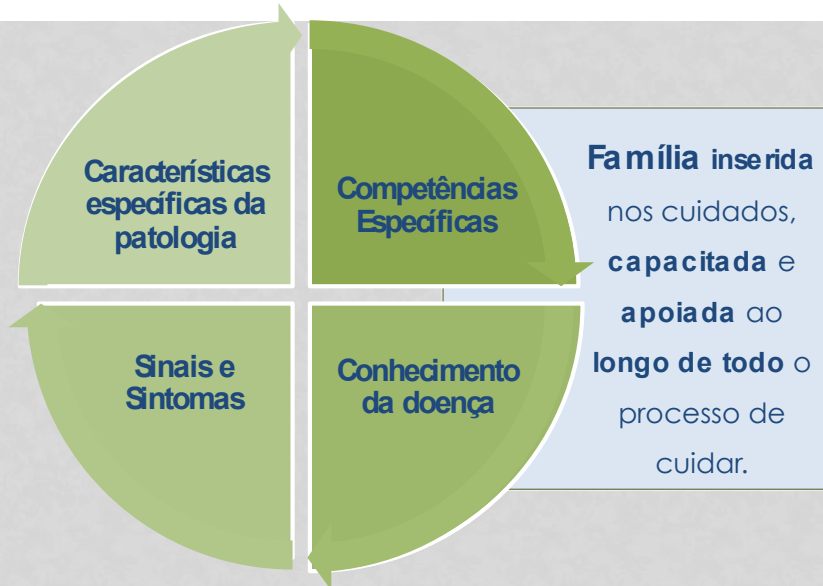 Características
específicas da
patologia
Competências
Específicas
Sinais e
Sintomas
Conhecimento
da doença
Família inserida
nos cuidados,
capacitada e
apoiada ao
longo de todo o
processo de
cuidar.